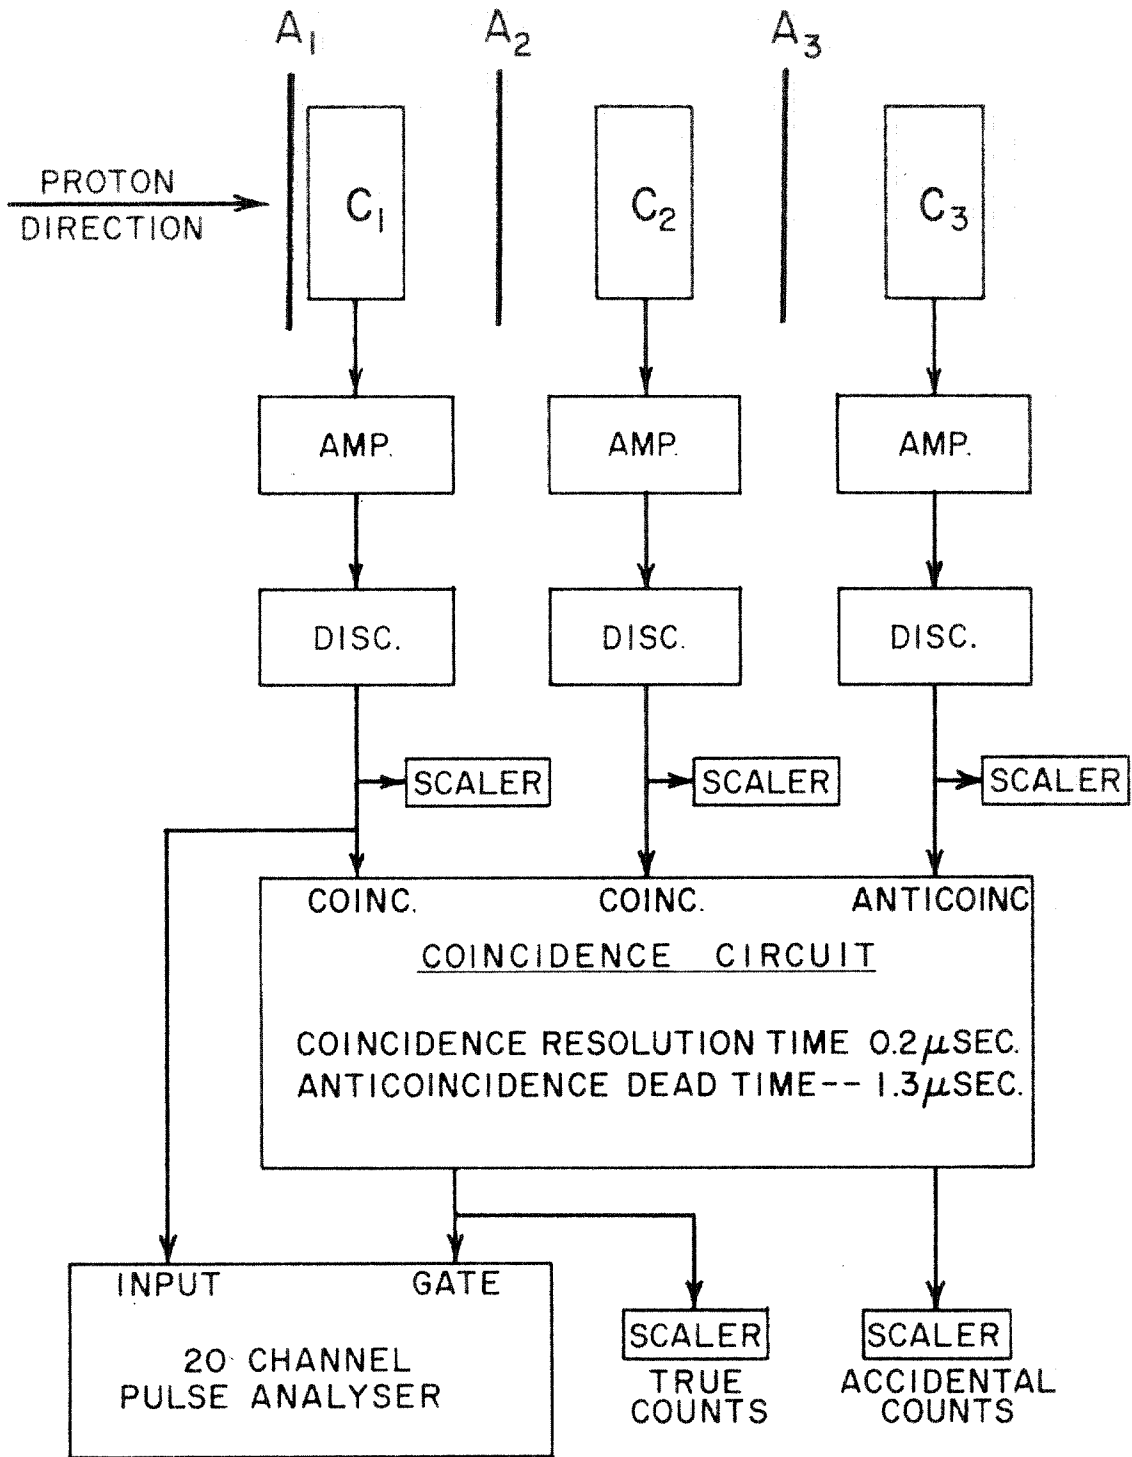 A1 A2 A3
PROTON
DIRECTION
C1 C2 C3
AMP. AMP. AMP.
DISC. DISC. DISC.
SCALER SCALER SCALER
COINC. COINC. ANTICOINC
COINCIDENCE CIRCUIT
COINCIDENCE RESOLUTION TIME 0.2μSEC.
ANTICOINCIDENCE DEAD TIME-- 1.3μSEC.
INPUT GATE
20 CHANNEL
PULSE ANALYSER
SCALER
TRUE
COUNTS
SCALER
ACCIDENTAL
COUNTS